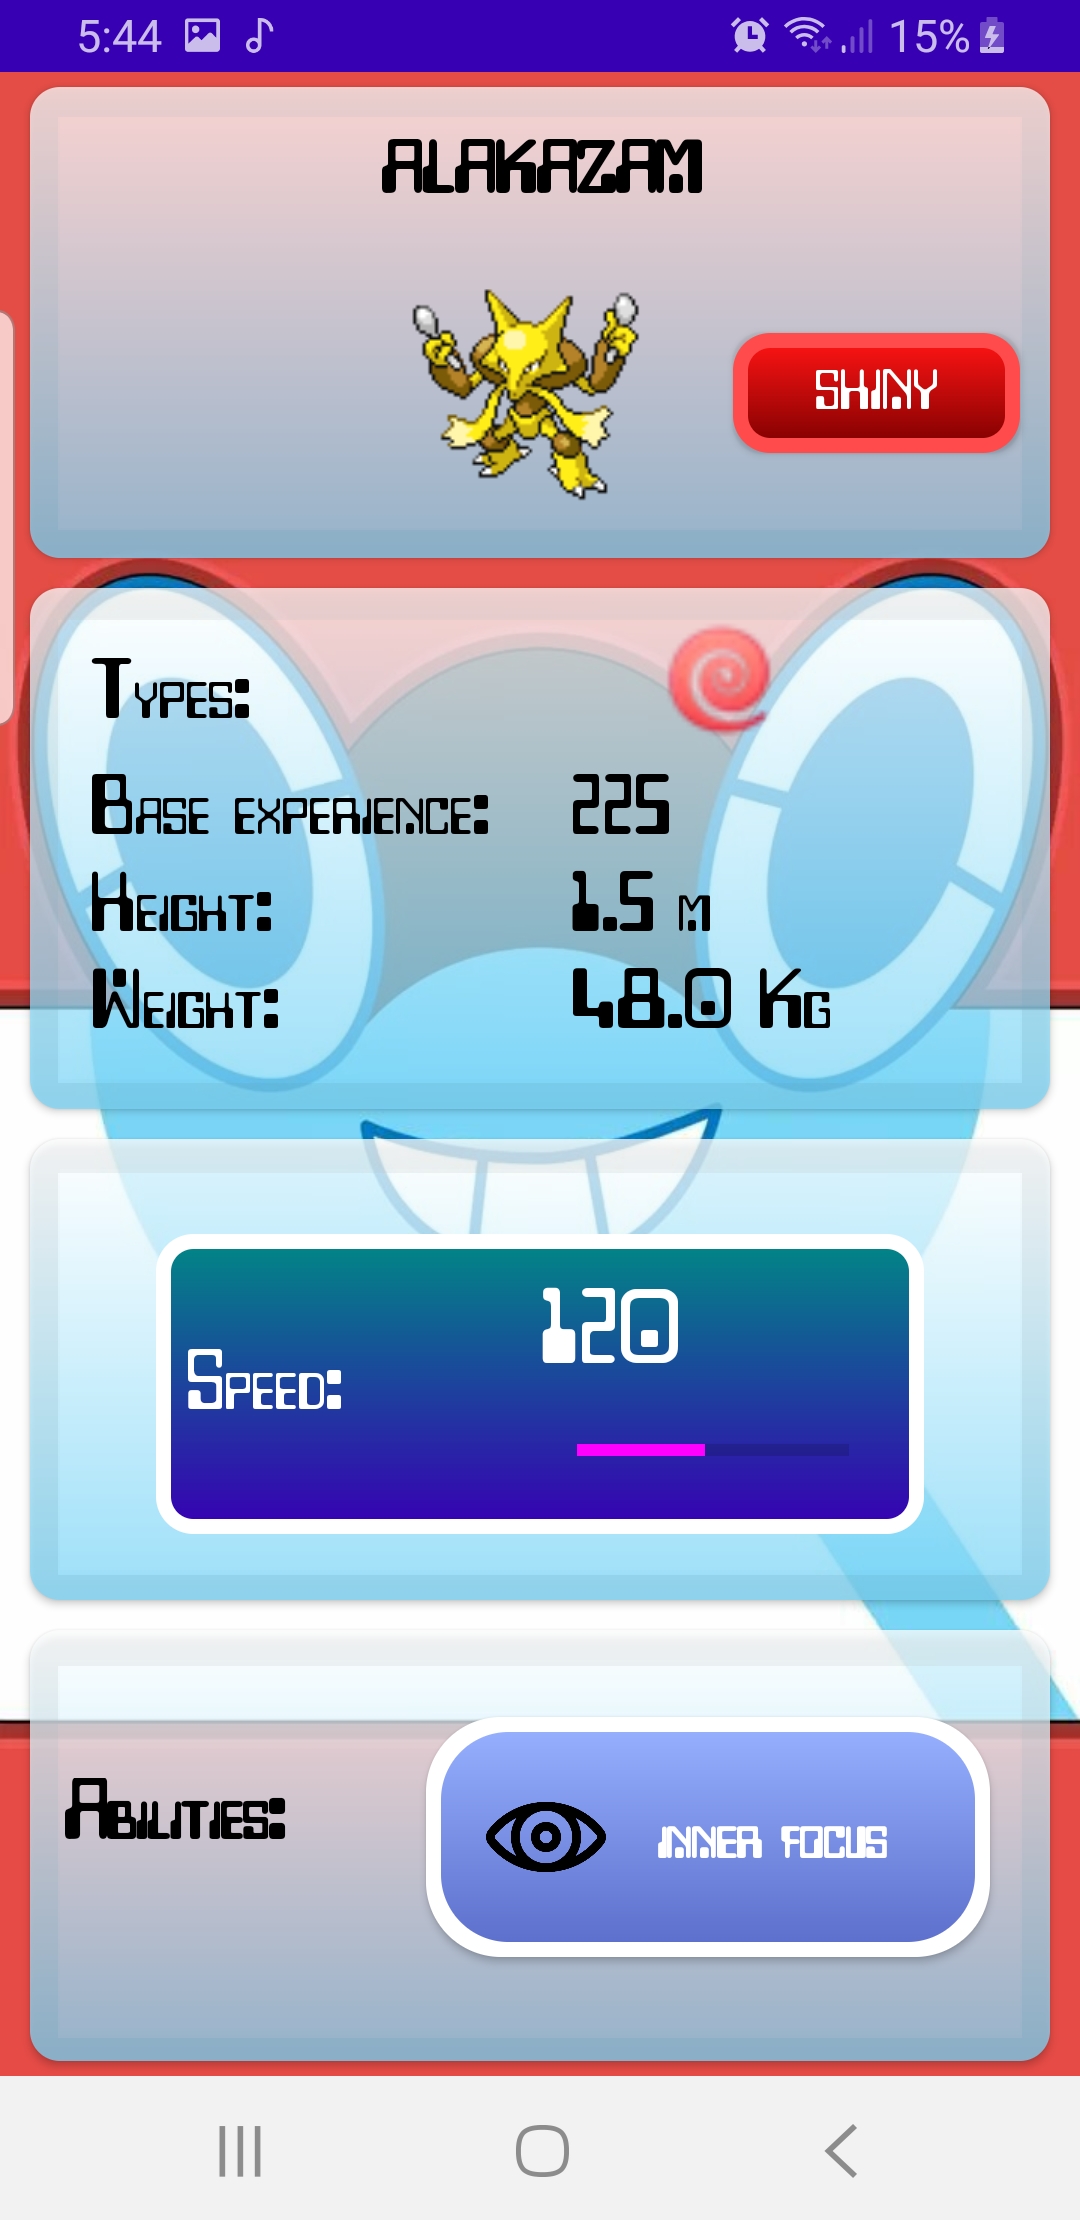 5:44 15%
ALAKAZAM
SHINY
Types:
Base experience: 225
Height: 1.5 m
Weight: 48.0 Kg
120
Speed:
Abilities: INNER FOCUS